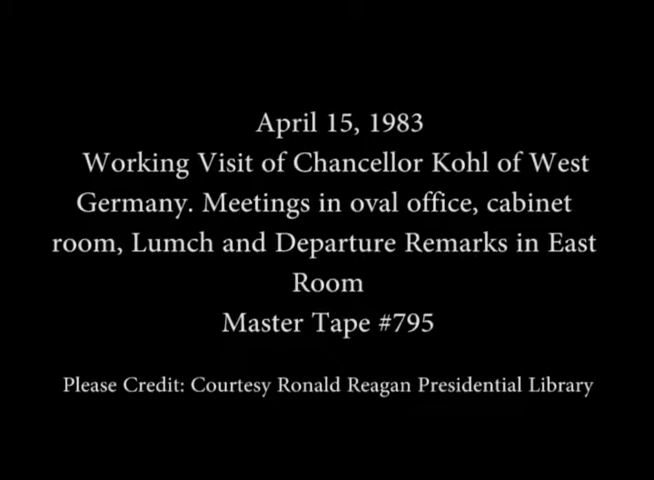 April 15, 1983
Working Visit of Chancellor Kohl of West
Germany. Meetings in oval office, cabinet
room, Lumch and Departure Remarks in East
Room
Master Tape #795
Please Credit: Courtesy Ronald Reagan Presidential Library